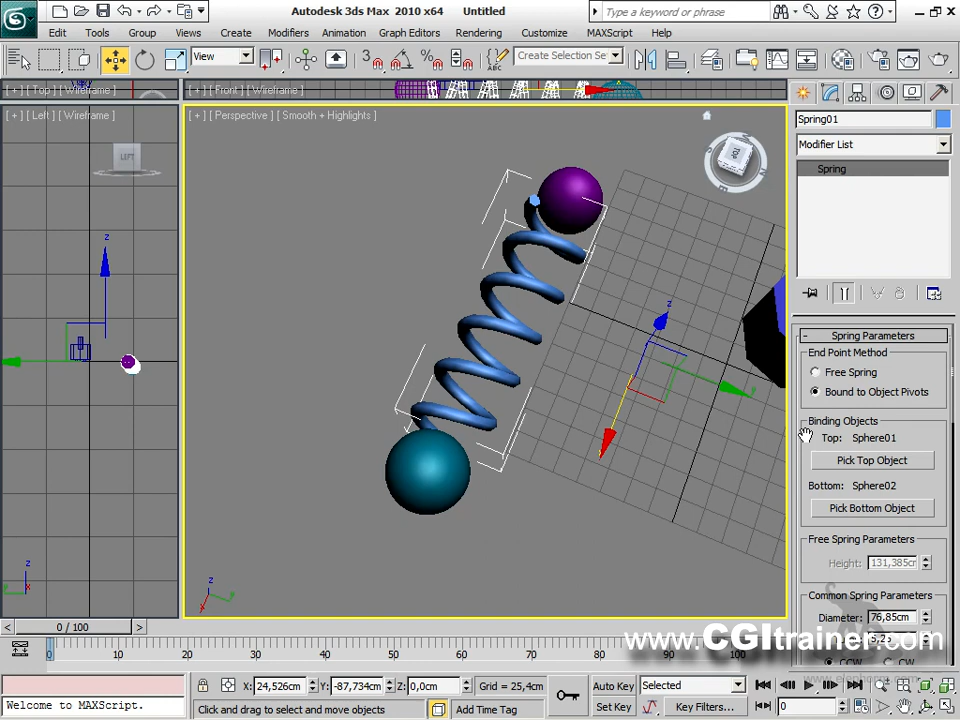 Autodesk 3ds Max 2010 x64 Untitled
Type a keyword or phrase
Edit Tools Group Views Create Modifiers Animation Graph Editors Rendering Customize MAXScript Help
View
3
Create Selection Se
[ + ] [ Top ] [ Wireframe ]
[ + ] [ Front ] [ Wireframe ]
[ + ] [ Left ] [ Wireframe ]
[ + ] [ Perspective ] [ Smooth + Highlights ]
LEFT
TOP
z
z
z
x
z
y
x
Spring01
Modifier List
Spring
- Spring Parameters
End Point Method
Free Spring
Bound to Object Pivots
Binding Objects
Top: Sphere01
Pick Top Object
Bottom: Sphere02
Pick Bottom Object
Free Spring Parameters
Height: 131,385cr
Common Spring Parameters
Diameter: 76,85cm
CCW CW
www.CGItrainer.com
< 0 / 100 >
0 10 20 30 40 50 60 70 80 90 100
X: 24,526cm Y: -87,734cm Z: 0,0cm Grid = 25,4cm
Auto Key Selected
Set Key Key Filters...
0
Welcome to MAXScript.
Click and drag to select and move objects
Add Time Tag